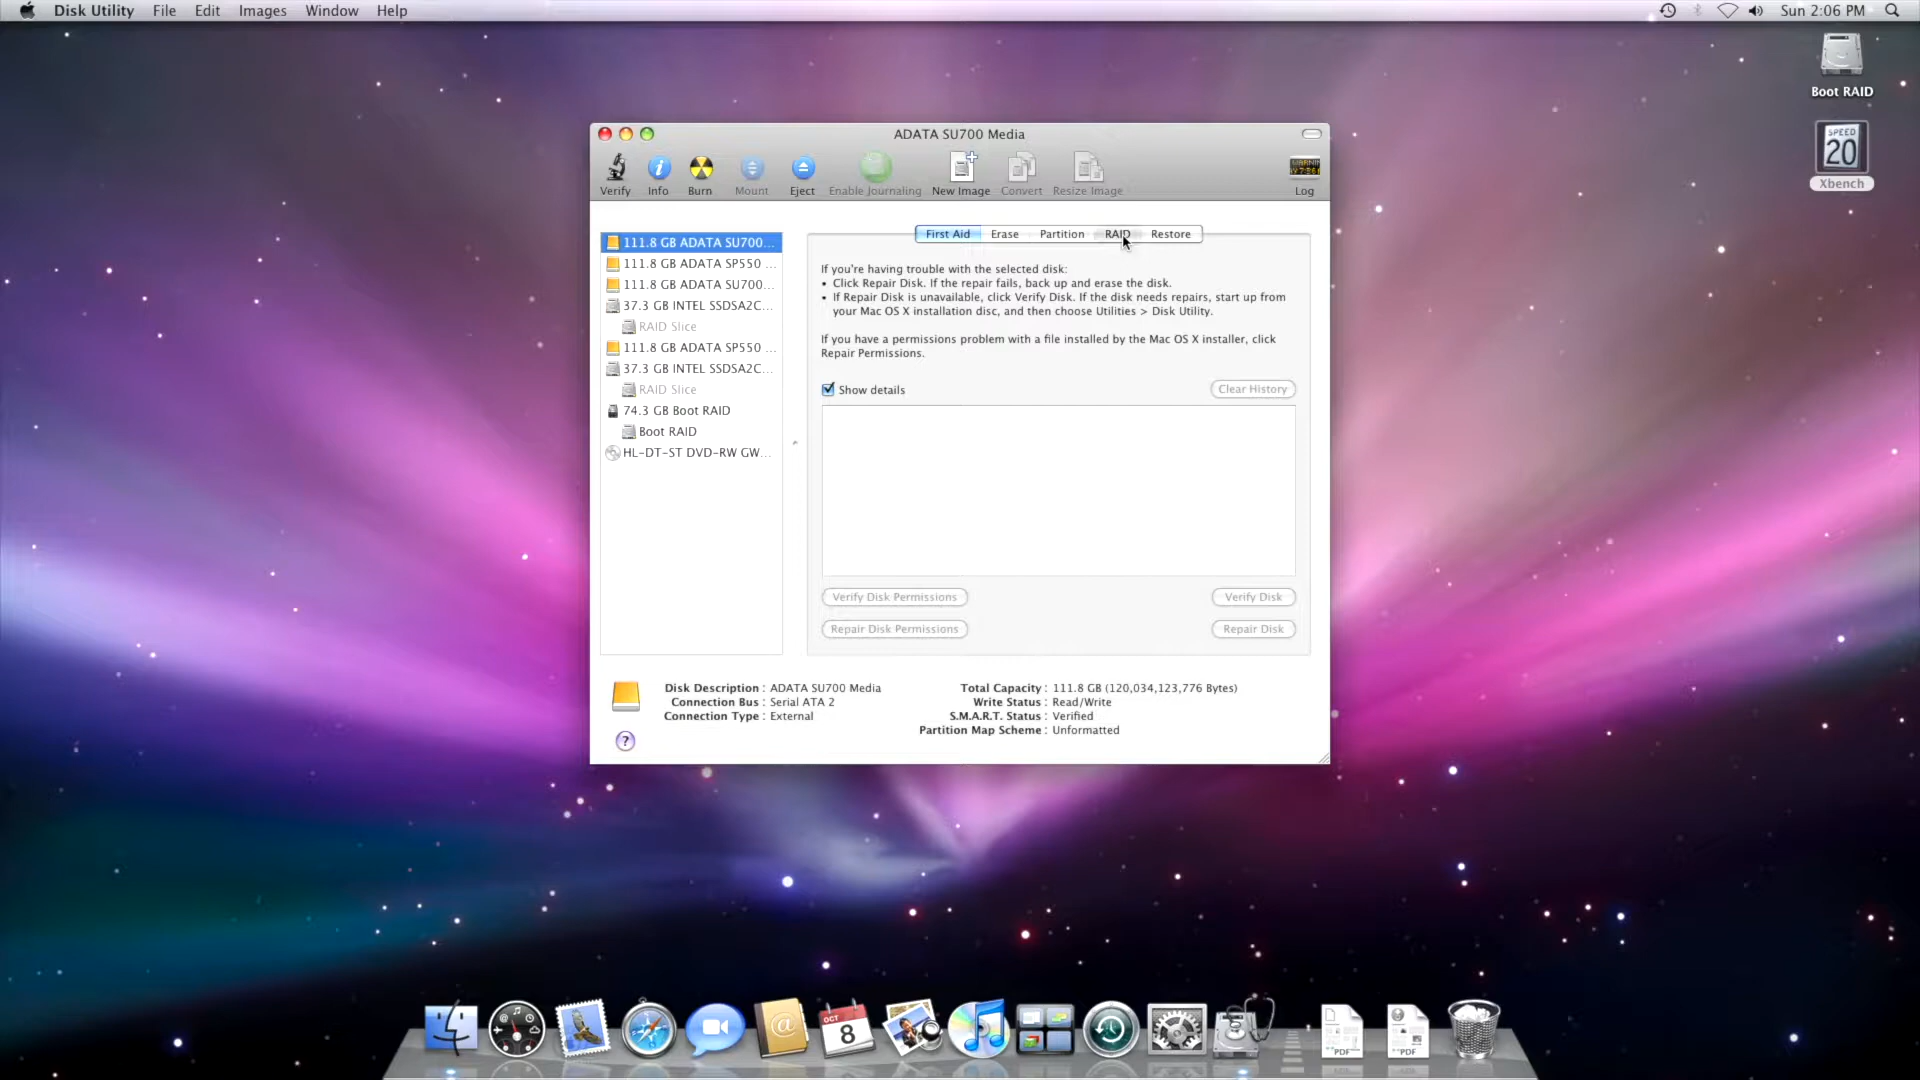 Disk Utility File Edit Images Window Help
Sun 2:06 PM
Boot RAID
SPEED
20
Xbench
ADATA SU700 Media
Verify Info Burn Mount Eject Enable Journaling New Image Convert Resize Image
Log
First Aid Erase Partition RAID Restore
111.8 GB ADATA SU700...
111.8 GB ADATA SP550 ...
111.8 GB ADATA SU700...
37.3 GB INTEL SSDSA2C...
RAID Slice
111.8 GB ADATA SP550 ...
37.3 GB INTEL SSDSA2C...
RAID Slice
74.3 GB Boot RAID
Boot RAID
HL-DT-ST DVD-RW GW...
If you're having trouble with the selected disk:
• Click Repair Disk. If the repair fails, back up and erase the disk.
• If Repair Disk is unavailable, click Verify Disk. If the disk needs repairs, start up from
your Mac OS X installation disc, and then choose Utilities > Disk Utility.
If you have a permissions problem with a file installed by the Mac OS X installer, click
Repair Permissions.
Show details
Clear History
Verify Disk Permissions
Verify Disk
Repair Disk Permissions
Repair Disk
Disk Description : ADATA SU700 Media
Connection Bus : Serial ATA 2
Connection Type : External
Total Capacity : 111.8 GB (120,034,123,776 Bytes)
Write Status : Read/Write
S.M.A.R.T. Status : Verified
Partition Map Scheme : Unformatted
?
OCT
8
PDF
PDF